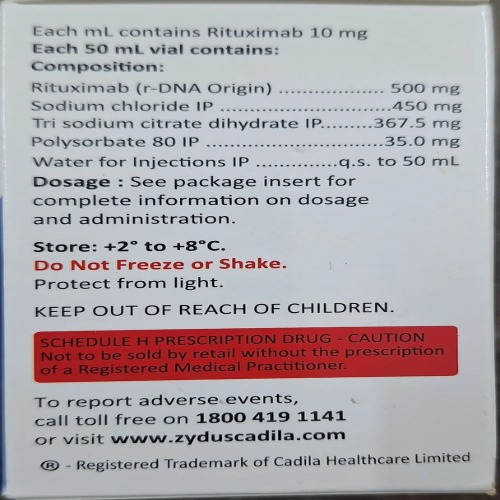 Each mL contains Rituximab 10 mg
Each 50 mL vial contains:
Composition:
Rituximab (r-DNA Origin) .................. 500 mg
Sodium chloride IP .................................450 mg
Tri sodium citrate dihydrate IP.........367.5 mg
Polysorbate 80 IP ...............................35.0 mg
Water for Injections IP ..............q.s. to 50 mL
Dosage : See package insert for
complete information on dosage
and administration.
Store: +2° to +8°C.
Do Not Freeze or Shake.
Protect from light.
KEEP OUT OF REACH OF CHILDREN.
SCHEDULE H PRESCRIPTION DRUG - CAUTION
Not to be sold by retail without the prescription
of a Registered Medical Practitioner.
To report adverse events,
call toll free on 1800 419 1141
or visit www.zyduscadila.com
® - Registered Trademark of Cadila Healthcare Limited